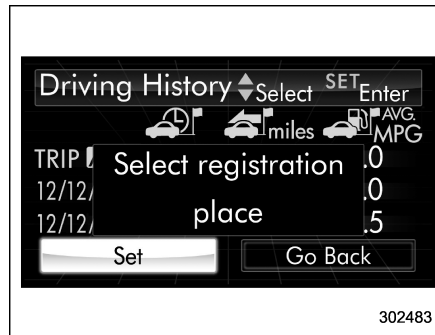 Driving History Select SET Enter
miles AVG. MPG
TRIP .0
12/12/ .0
12/12/ .5
Select registration
place
Set Go Back
302483